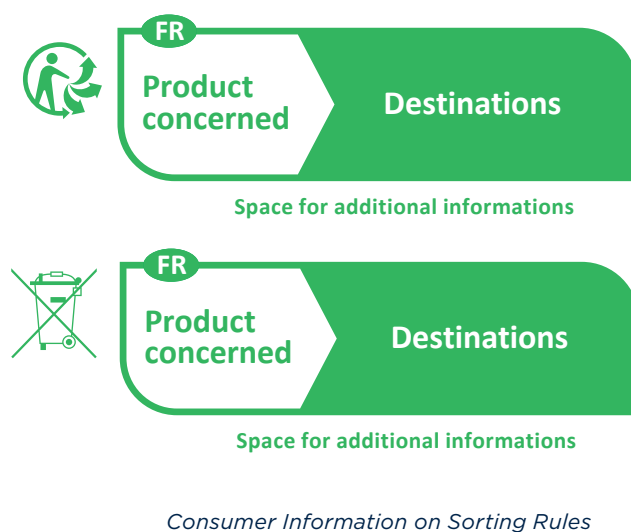 FR
Product
concerned
Destinations
Space for additional informations
FR
Product
concerned
Destinations
Space for additional informations
Consumer Information on Sorting Rules